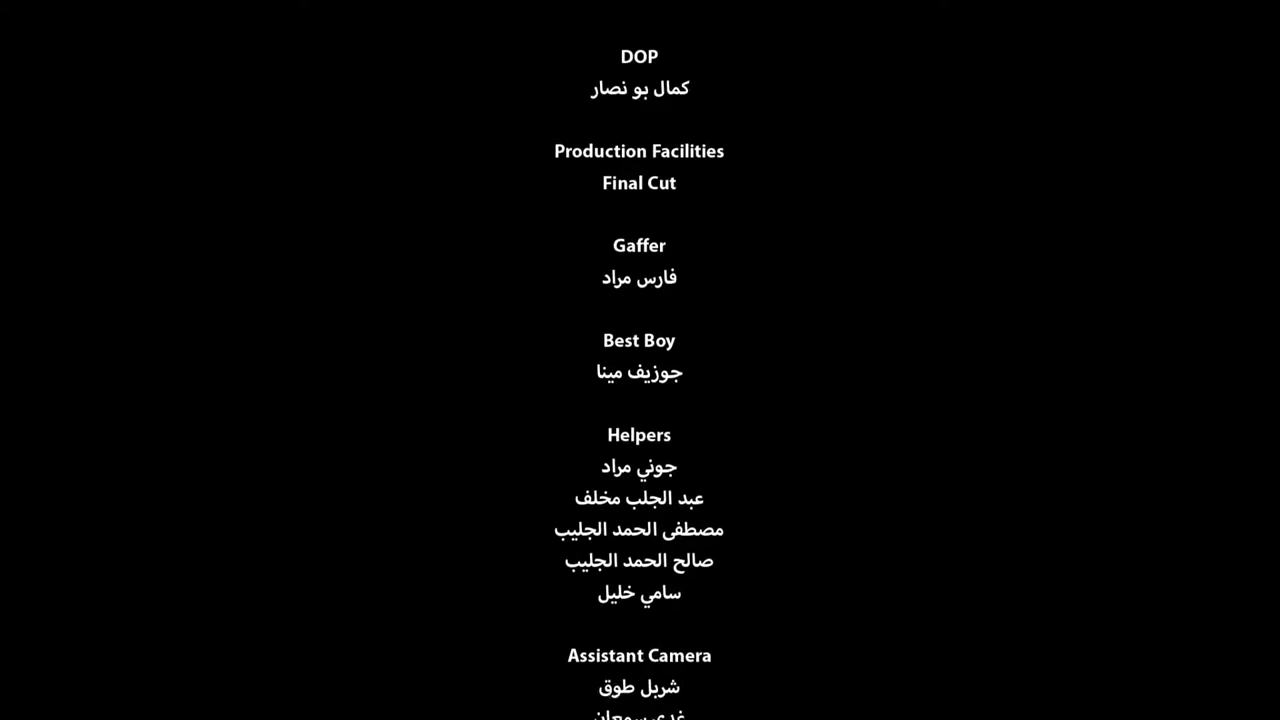 DOP
كمال بو نصار
Production Facilities
Final Cut
Gaffer
فارس مراد
Best Boy
جوزيف مينا
Helpers
جوني مراد
عبد الجلب مخلف
مصطفى الحمد الجليب
صالح الحمد الجليب
سامي خليل
Assistant Camera
شربل طوق